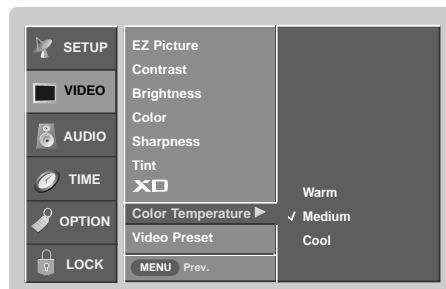 SETUP
VIDEO
AUDIO
TIME
OPTION
LOCK
EZ Picture
Contrast
Brightness
Color
Sharpness
Tint
XD
Color Temperature ►
Video Preset
MENU Prev.
Warm
✓ Medium
Cool